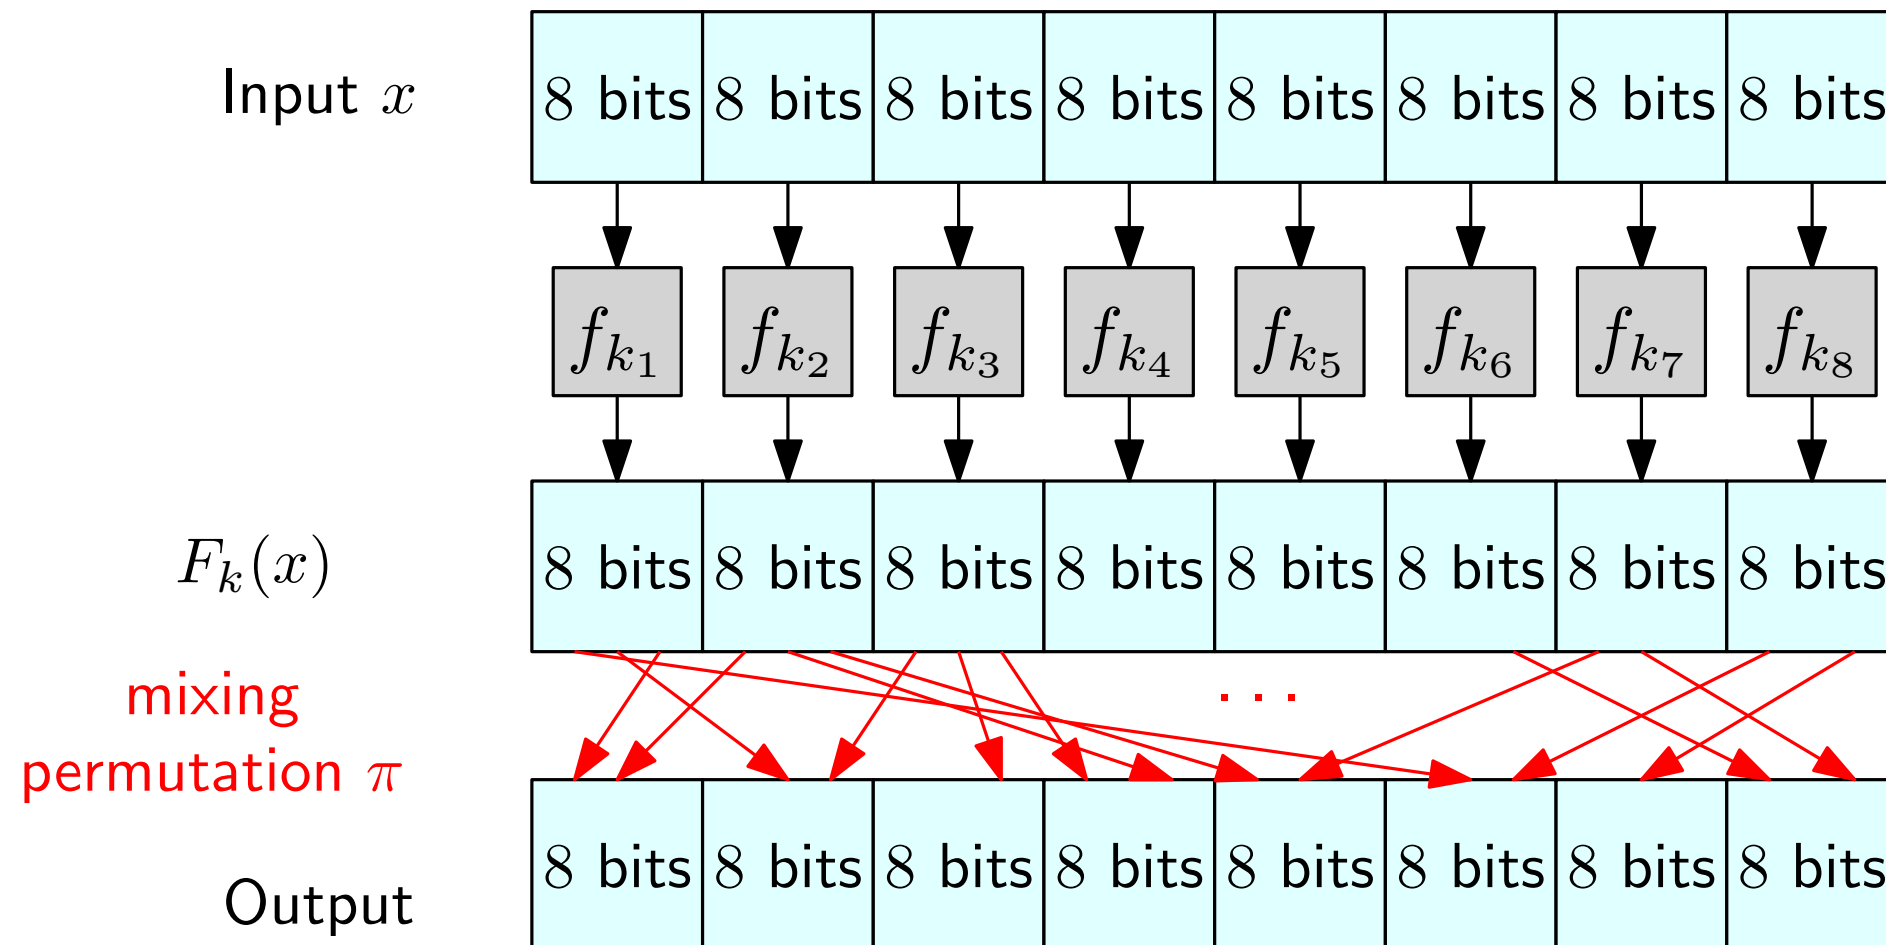 Input x 8 bits 8 bits 8 bits 8 bits 8 bits 8 bits 8 bits 8 bits
f_{k_1} f_{k_2} f_{k_3} f_{k_4} f_{k_5} f_{k_6} f_{k_7} f_{k_8}
F_k(x) 8 bits 8 bits 8 bits 8 bits 8 bits 8 bits 8 bits 8 bits
mixing
permutation π
. . .
Output 8 bits 8 bits 8 bits 8 bits 8 bits 8 bits 8 bits 8 bits